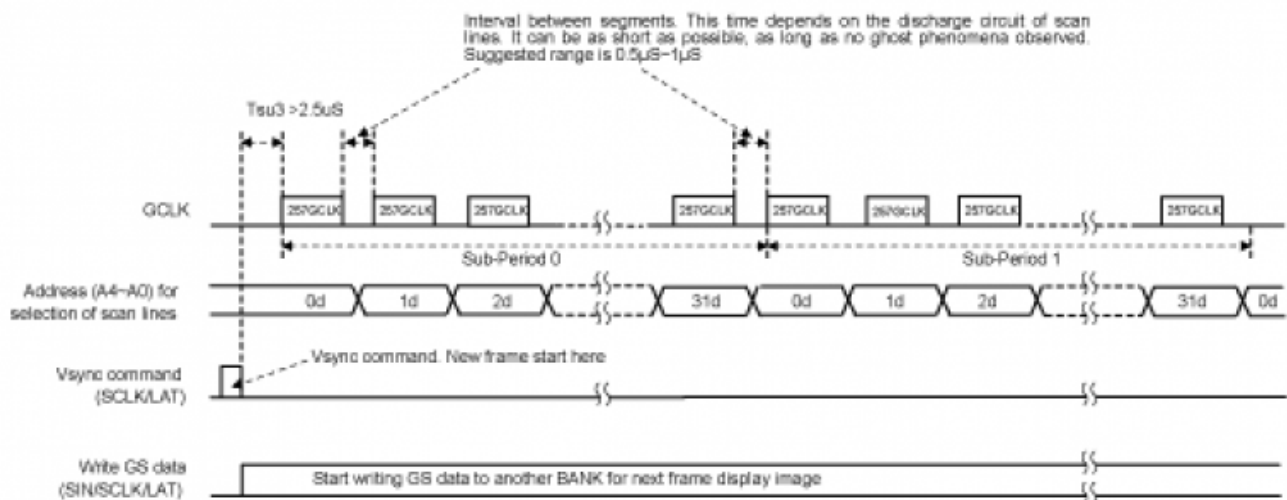 Interval between segments. This time depends on the discharge circuit of scan
lines. It can be as short as possible, as long as no ghost phenomena observed.
Suggested range is 0.5µS~1µS
Tsu3 >2.5uS
GCLK
257GCLK 257GCLK 257GCLK 257GCLK 257GCLK 257GCLK 257GCLK 257GCLK
Sub-Period 0 Sub-Period 1
Address (A4~A0) for
selection of scan lines
0d 1d 2d 31d 0d 1d 2d 31d 0d
Vsync command. New frame start here
Vsync command
(SCLK/LAT)
Write GS data
(SIN/SCLK/LAT)
Start writing GS data to another BANK for next frame display image